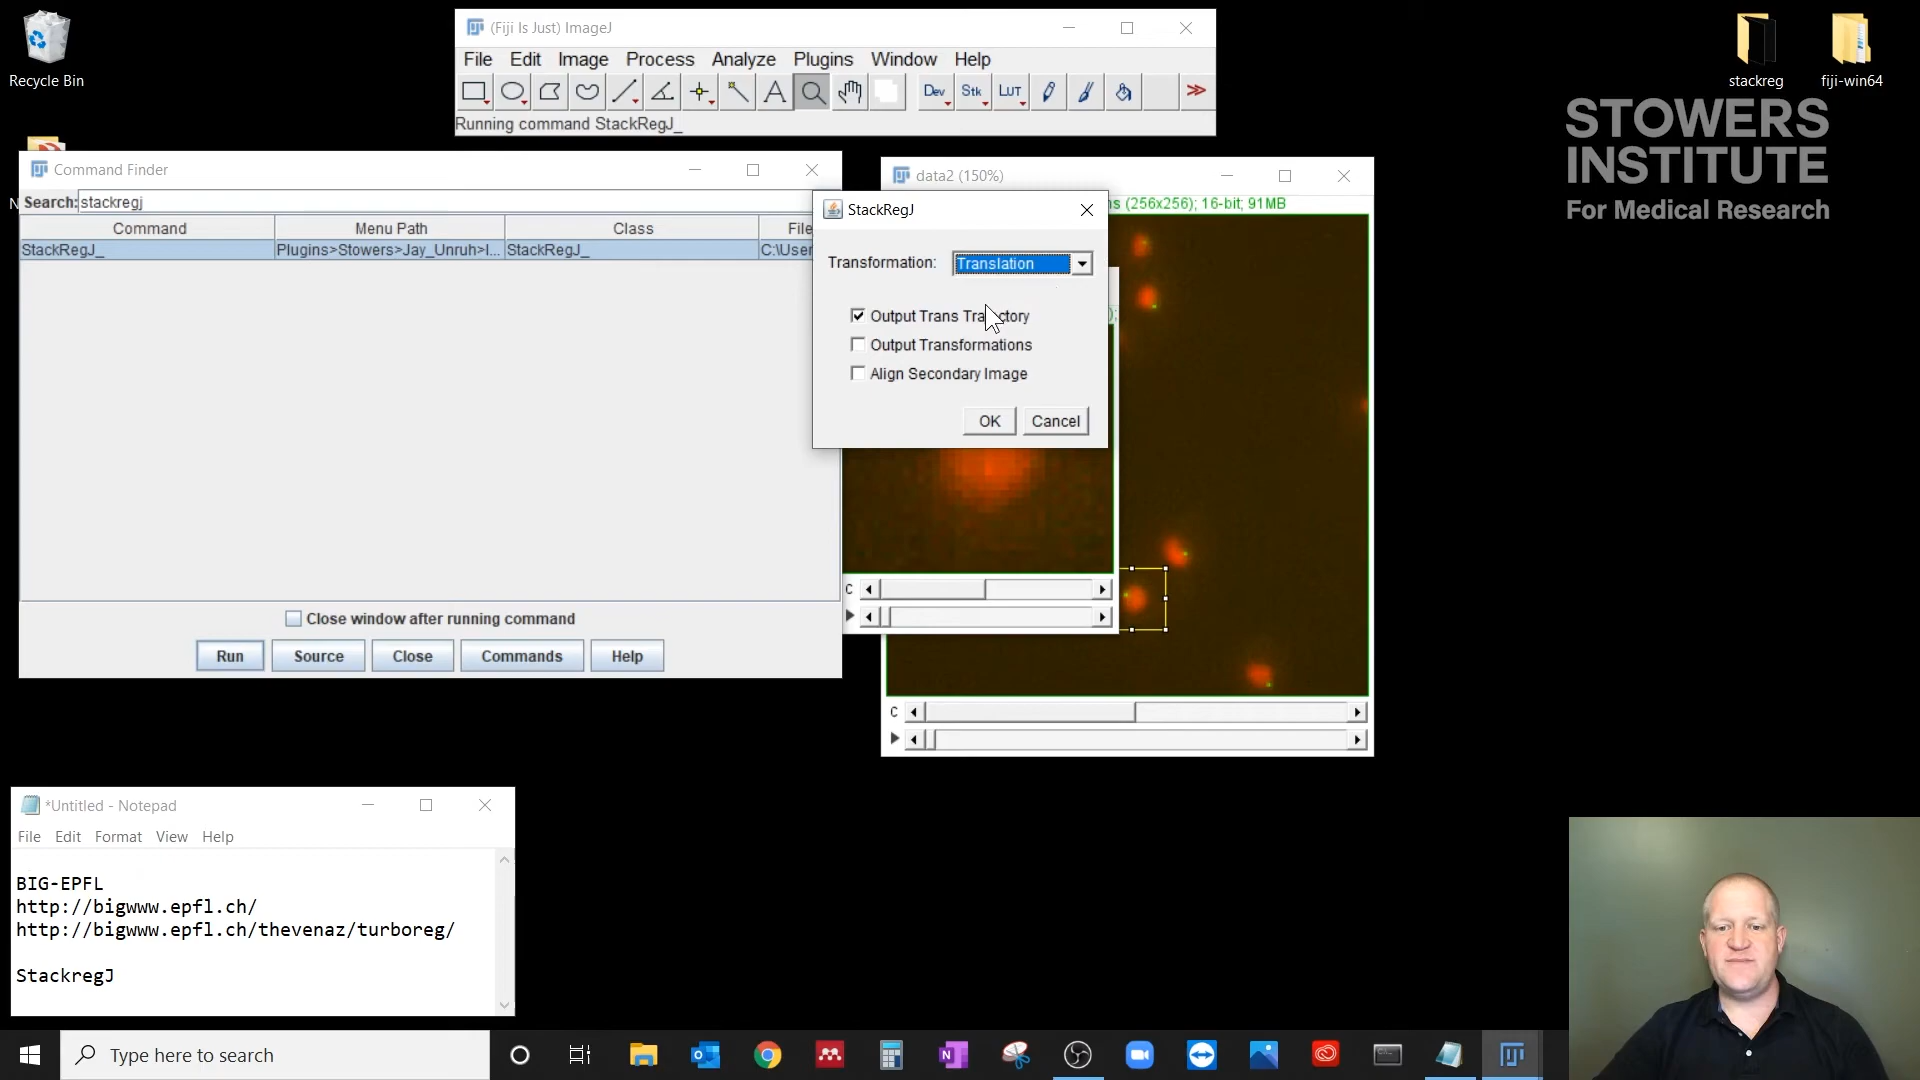 (Fiji Is Just) ImageJ
File Edit Image Process Analyze Plugins Window Help
Dev Stk LUT
Running command StackRegJ_
Recycle Bin
stackreg
fiji-win64
STOWERS
INSTITUTE
For Medical Research
Command Finder
Search: stackregj
Command Menu Path Class File
StackRegJ_ Plugins>Stowers>Jay_Unruh>I... StackRegJ_ C:\User
Close window after running command
Run Source Close Commands Help
data2 (150%)
(256x256); 16-bit; 91MB
StackRegJ
Transformation: Translation
Output Trans
Output Transformations
Align Secondary Image
OK Cancel
C
C
*Untitled - Notepad
File Edit Format View Help
BIG-EPFL
http://bigwww.epfl.ch/
http://bigwww.epfl.ch/thevenaz/turboreg/
StackregJ
Type here to search